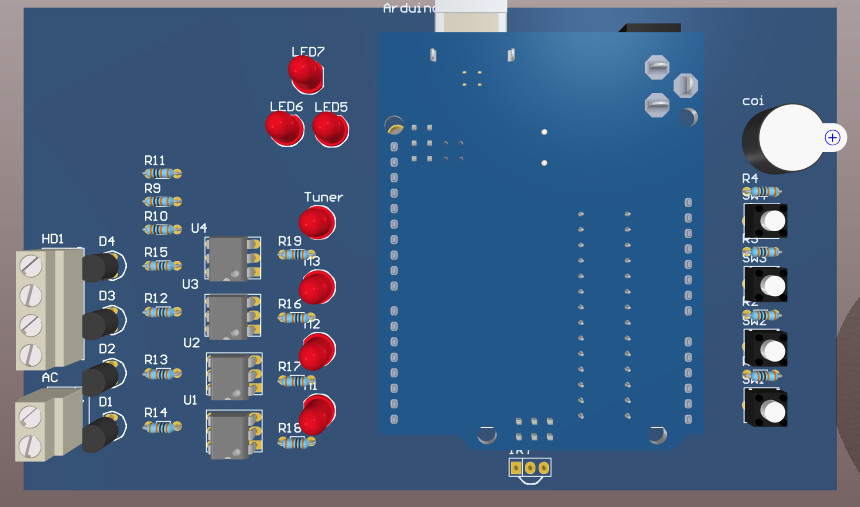 Arduino
LED7
LED6
LED5
coi
R11
R9
R10
R4
SW4
Tuner
HD1
D4
R15
U4
R19
R3
SW3
D3
R12
U3
R16
M3
R2
SW2
D2
R13
U2
R17
M2
AC
D1
R14
U1
R18
M1
SW1
IR1